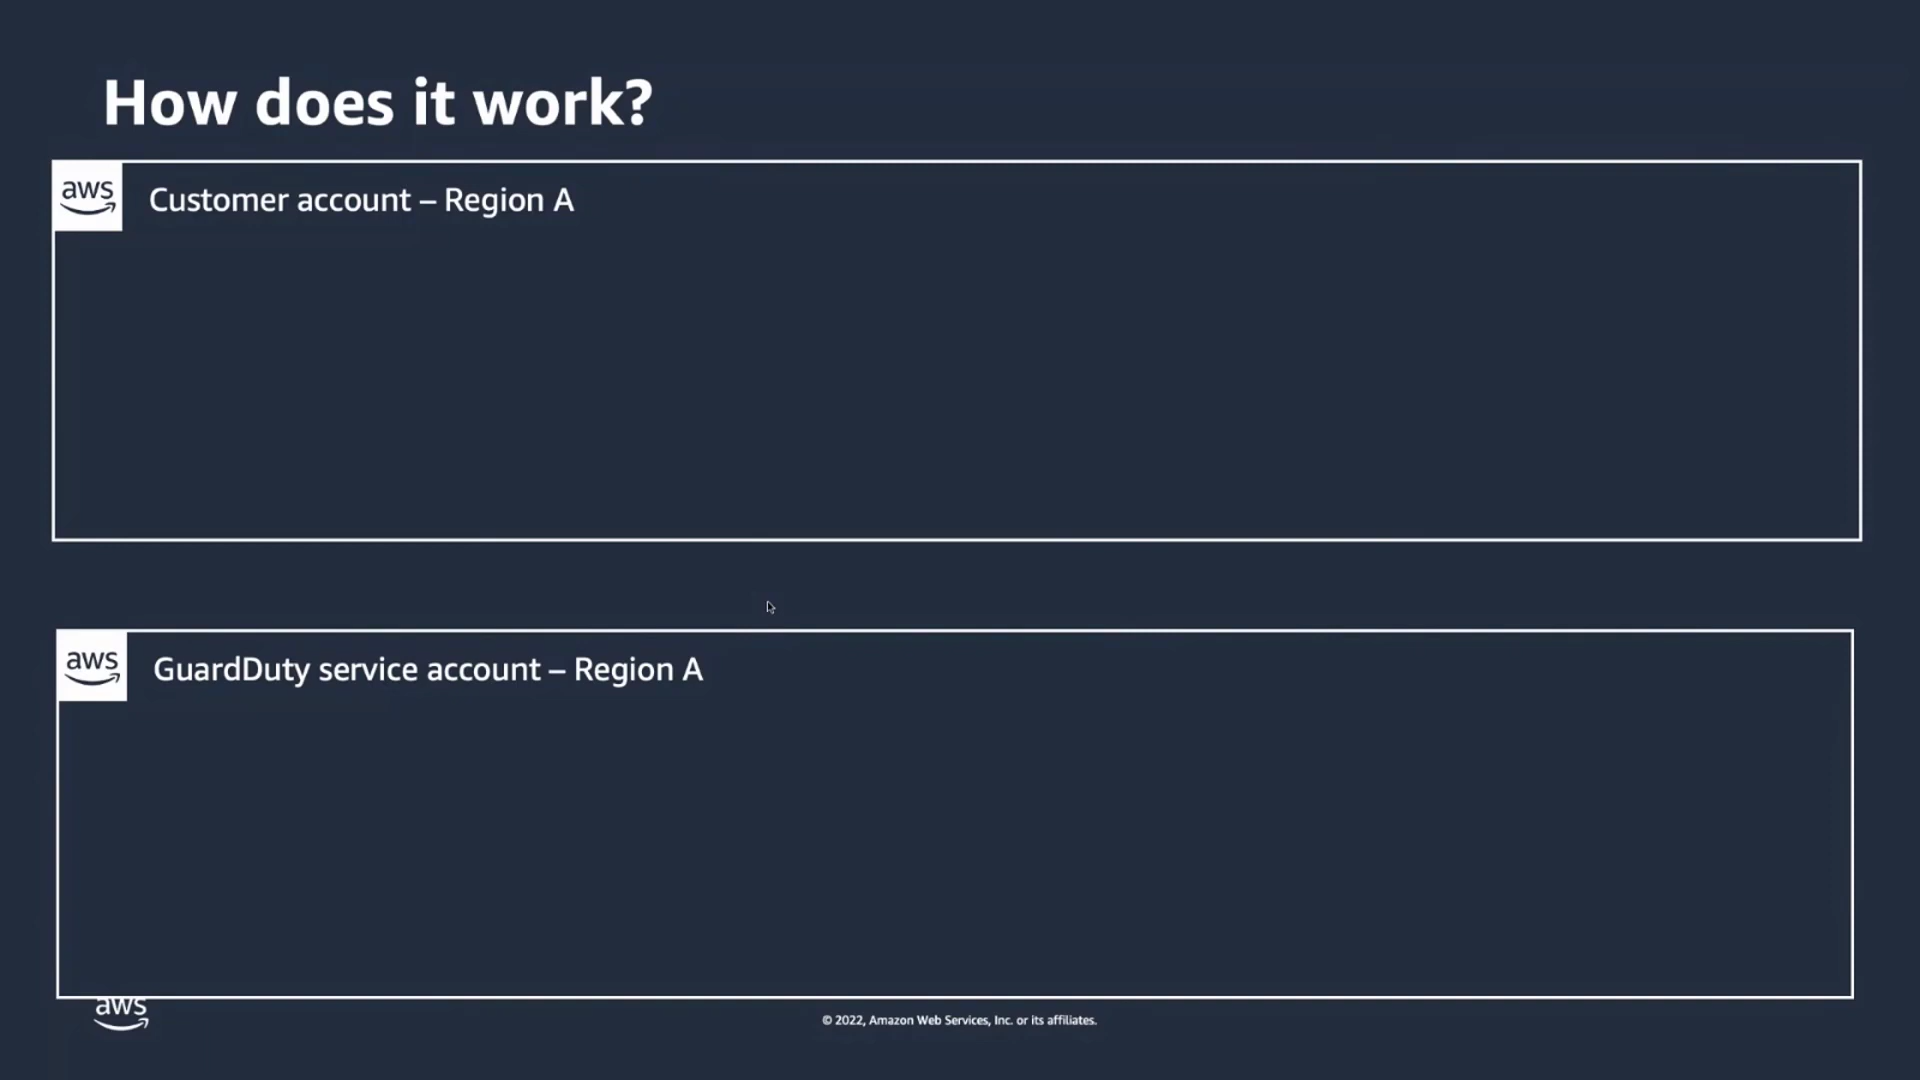 How does it work?
aws
Customer account – Region A
aws
GuardDuty service account – Region A
aws
© 2022, Amazon Web Services, Inc. or its affiliates.